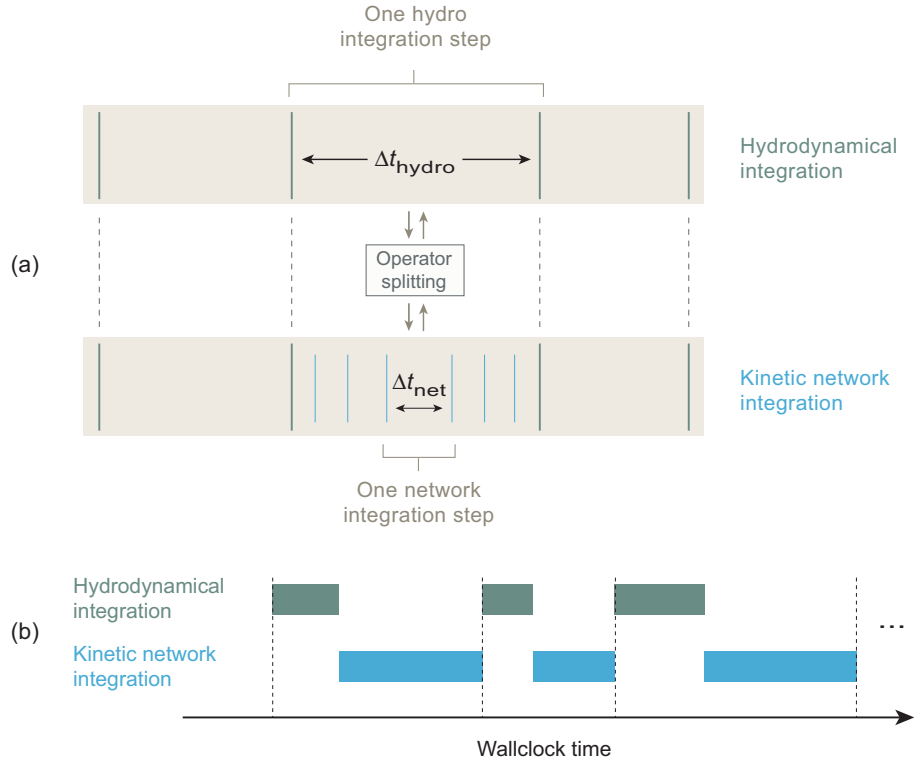 One hydro
integration step
Δt_hydro
Hydrodynamical
integration
(a)
Operator
splitting
Δt_net
Kinetic network
integration
One network
integration step
Hydrodynamical
integration
(b)
...
Kinetic network
integration
Wallclock time